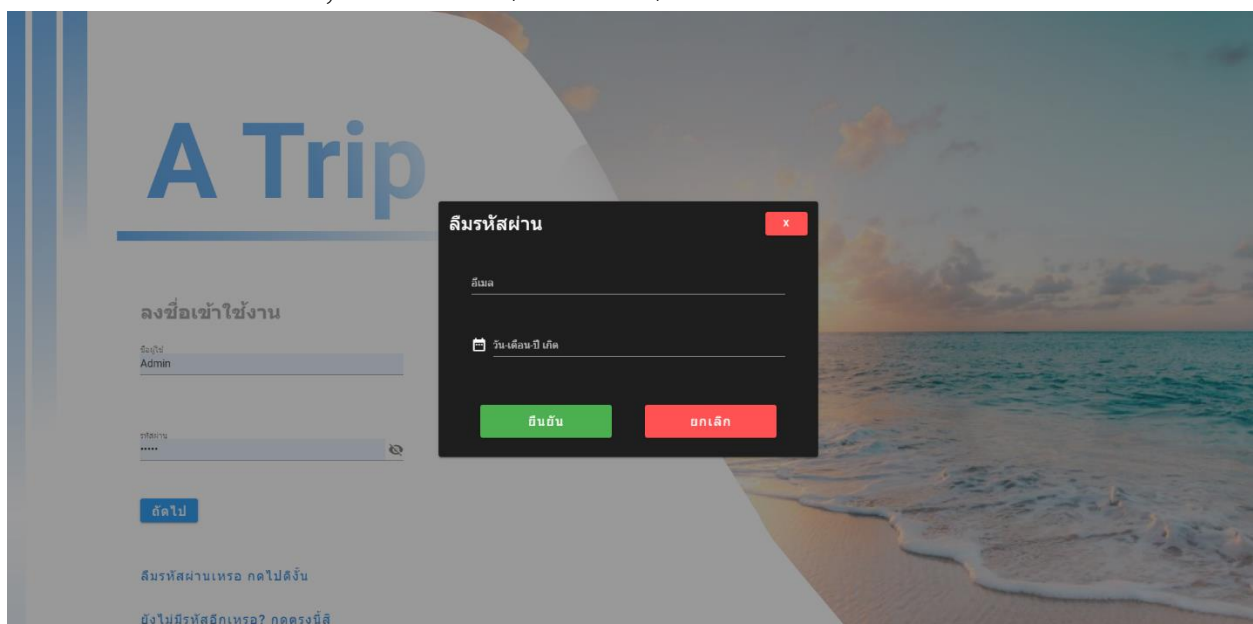 A Trip
ลืมรหัสผ่าน
x
อีเมล
ลงชื่อเข้าใช้งาน
วัน-เดือน-ปี เกิด
ชื่อผู้ใช้
Admin
ยืนยัน
ยกเลิก
รหัสผ่าน
•••••
ถัดไป
ลืมรหัสผ่านเหรอ กดไปดิงั้น
ยังไม่มีรหัสอีกเหรอ? กดตรงนี้สิ